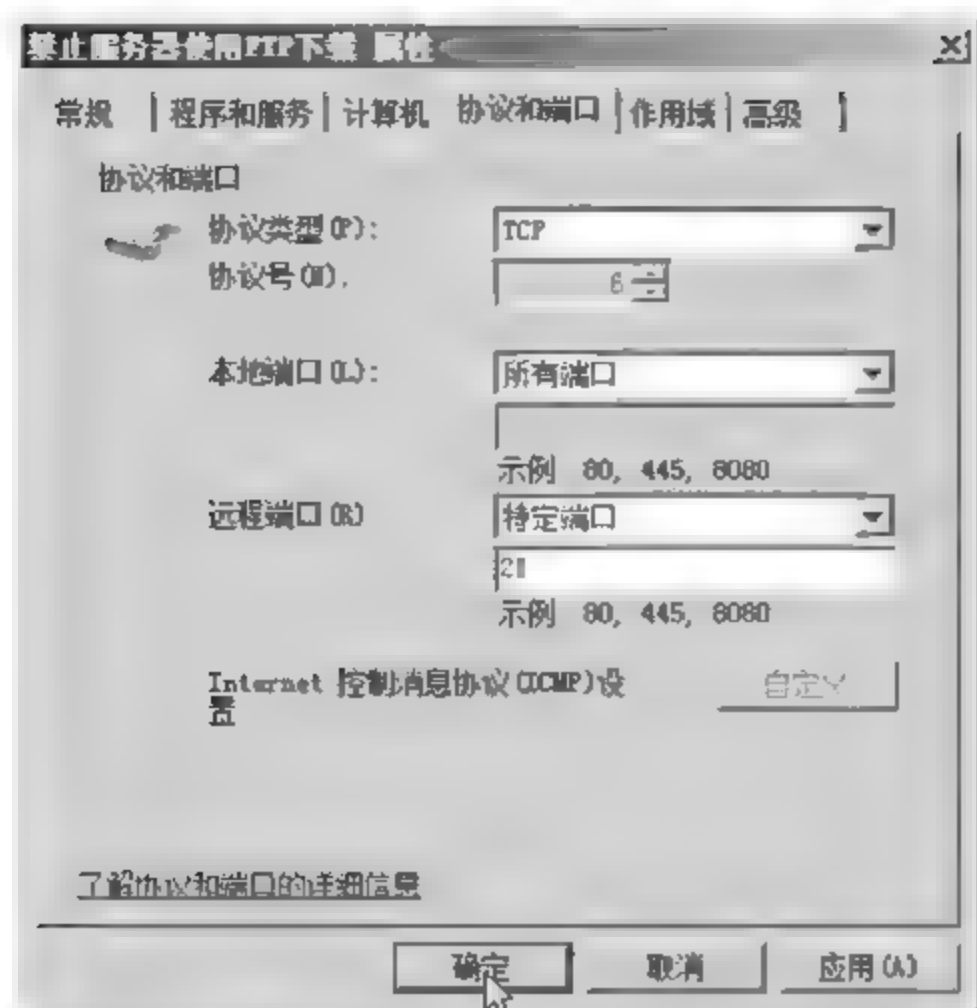 禁止服务器使用FTP下载 属性
常规 程序和服务 计算机 协议和端口 作用域 高级
协议和端口
协议类型(P): TCP
协议号(N): 6
本地端口(L): 所有端口
示例 80, 445, 8080
远程端口(R) 特定端口
21
示例 80, 445, 8080
Internet 控制消息协议(ICMP)设
置
自定义
了解协议和端口的详细信息
确定 取消 应用(A)